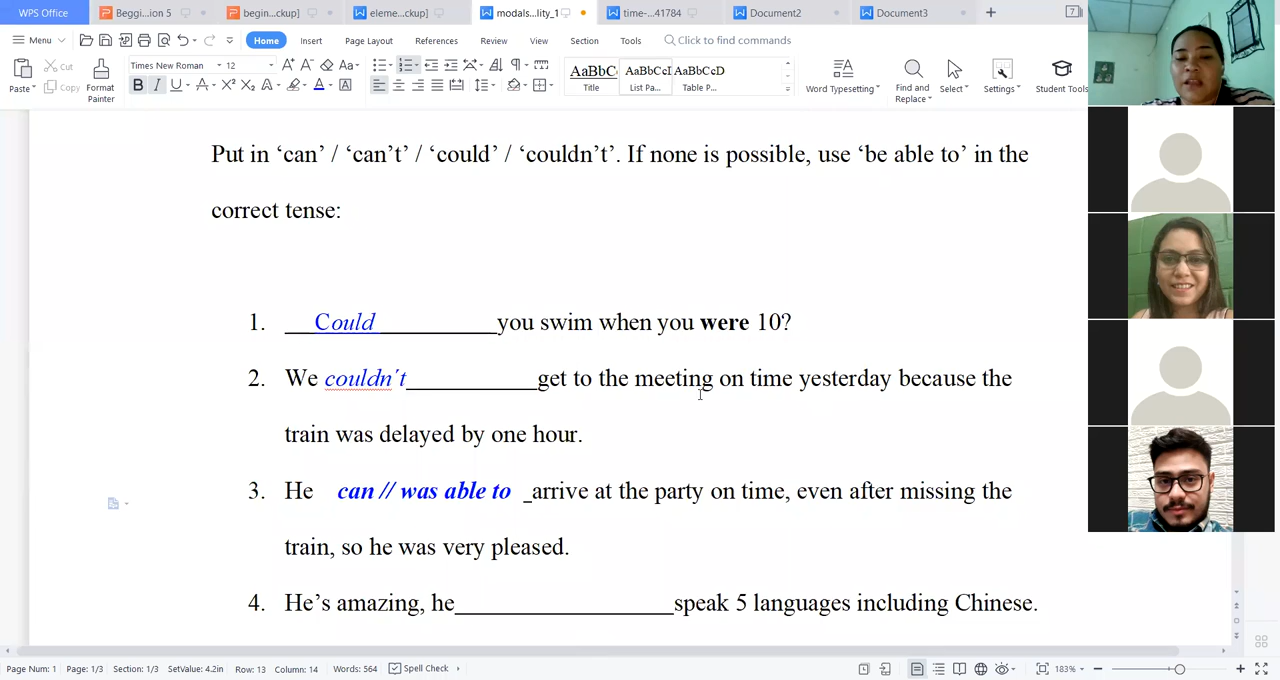 WPS Office
Beggi...ion 5
begin...ckup]
eleme...ckup]
modals...lity_1
time-...41784
Document2
Document3
Menu
Home
Insert
Page Layout
References
Review
View
Section
Tools
Click to find commands
Paste
Cut
Copy
Format Painter
Times New Roman
12
AaBbC
Title
AaBbCcI
List Pa...
AaBbCcD
Table P...
Word Typesetting
Find and Replace
Select
Settings
Student Tools
Put in ‘can’ / ‘can’t’ / ‘could’ / ‘couldn’t’. If none is possible, use ‘be able to’ in the
correct tense:
1. ___Could__________you swim when you were 10?
2. We couldn´t___________get to the meeting on time yesterday because the
train was delayed by one hour.
3. He can // was able to _arrive at the party on time, even after missing the
train, so he was very pleased.
4. He’s amazing, he__________________speak 5 languages including Chinese.
Page Num: 1 Page: 1/3 Section: 1/3 SetValue: 4.2in Row: 13 Column: 14 Words: 564 Spell Check 183%